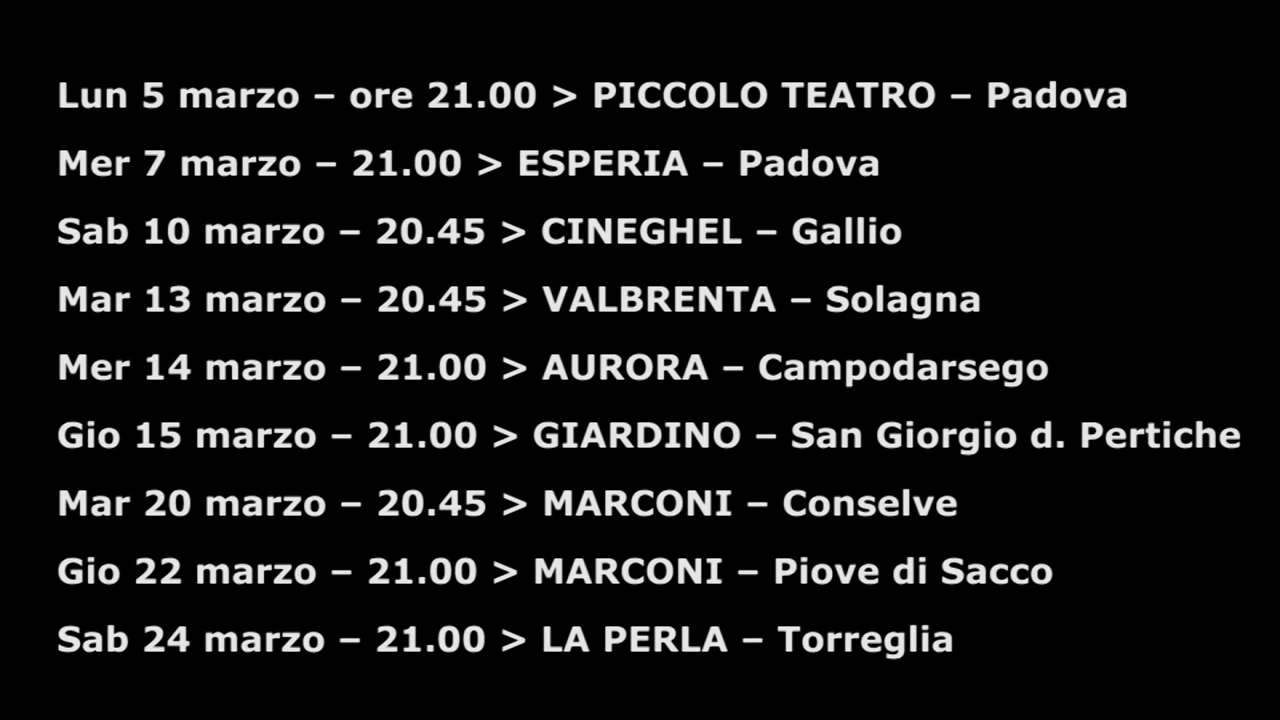 Lun 5 marzo – ore 21.00 > PICCOLO TEATRO – Padova
Mer 7 marzo – 21.00 > ESPERIA – Padova
Sab 10 marzo – 20.45 > CINEGHEL – Gallio
Mar 13 marzo – 20.45 > VALBRENTA – Solagna
Mer 14 marzo – 21.00 > AURORA – Campodarsego
Gio 15 marzo – 21.00 > GIARDINO – San Giorgio d. Pertiche
Mar 20 marzo – 20.45 > MARCONI – Conselve
Gio 22 marzo – 21.00 > MARCONI – Piove di Sacco
Sab 24 marzo – 21.00 > LA PERLA – Torreglia